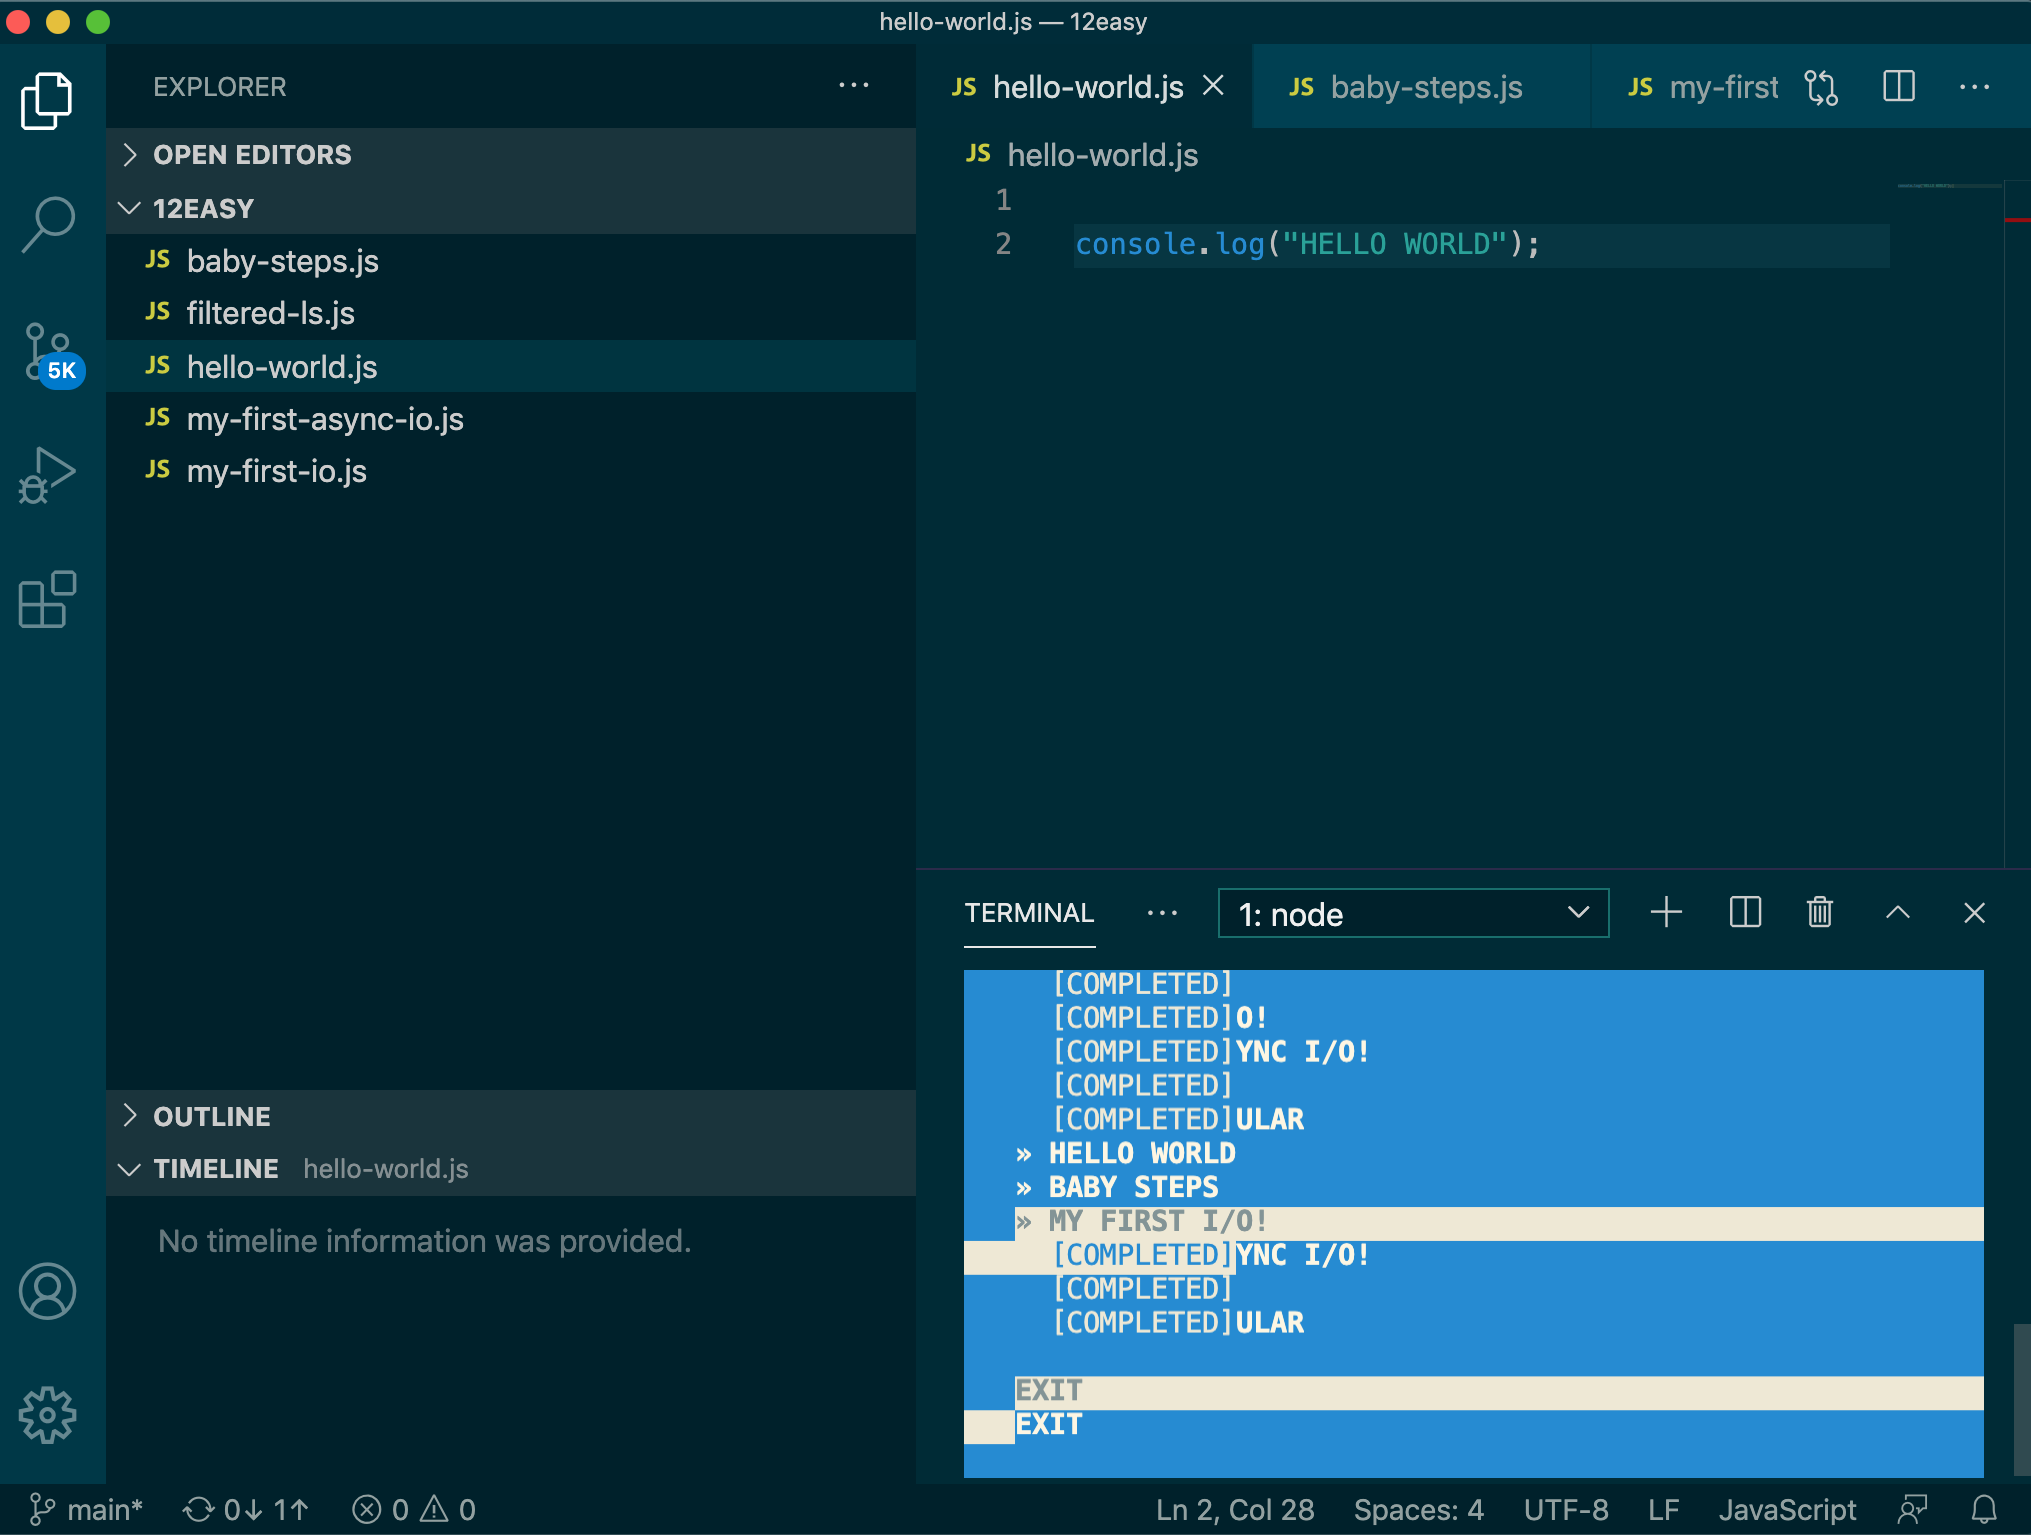 hello-world.js — 12easy
EXPLORER
OPEN EDITORS
12EASY
JS baby-steps.js
JS filtered-ls.js
JS hello-world.js
JS my-first-async-io.js
JS my-first-io.js
5K
OUTLINE
TIMELINE hello-world.js
No timeline information was provided.
JS hello-world.js
JS baby-steps.js
JS my-first
JS hello-world.js
1
2 console.log("HELLO WORLD");
TERMINAL
1: node
[COMPLETED]
[COMPLETED]O!
[COMPLETED]YNC I/O!
[COMPLETED]
[COMPLETED]ULAR
» HELLO WORLD
» BABY STEPS
» MY FIRST I/O!
[COMPLETED]YNC I/O!
[COMPLETED]
[COMPLETED]ULAR
EXIT
EXIT
main* 0↓ 1↑ 0 0
Ln 2, Col 28 Spaces: 4 UTF-8 LF JavaScript